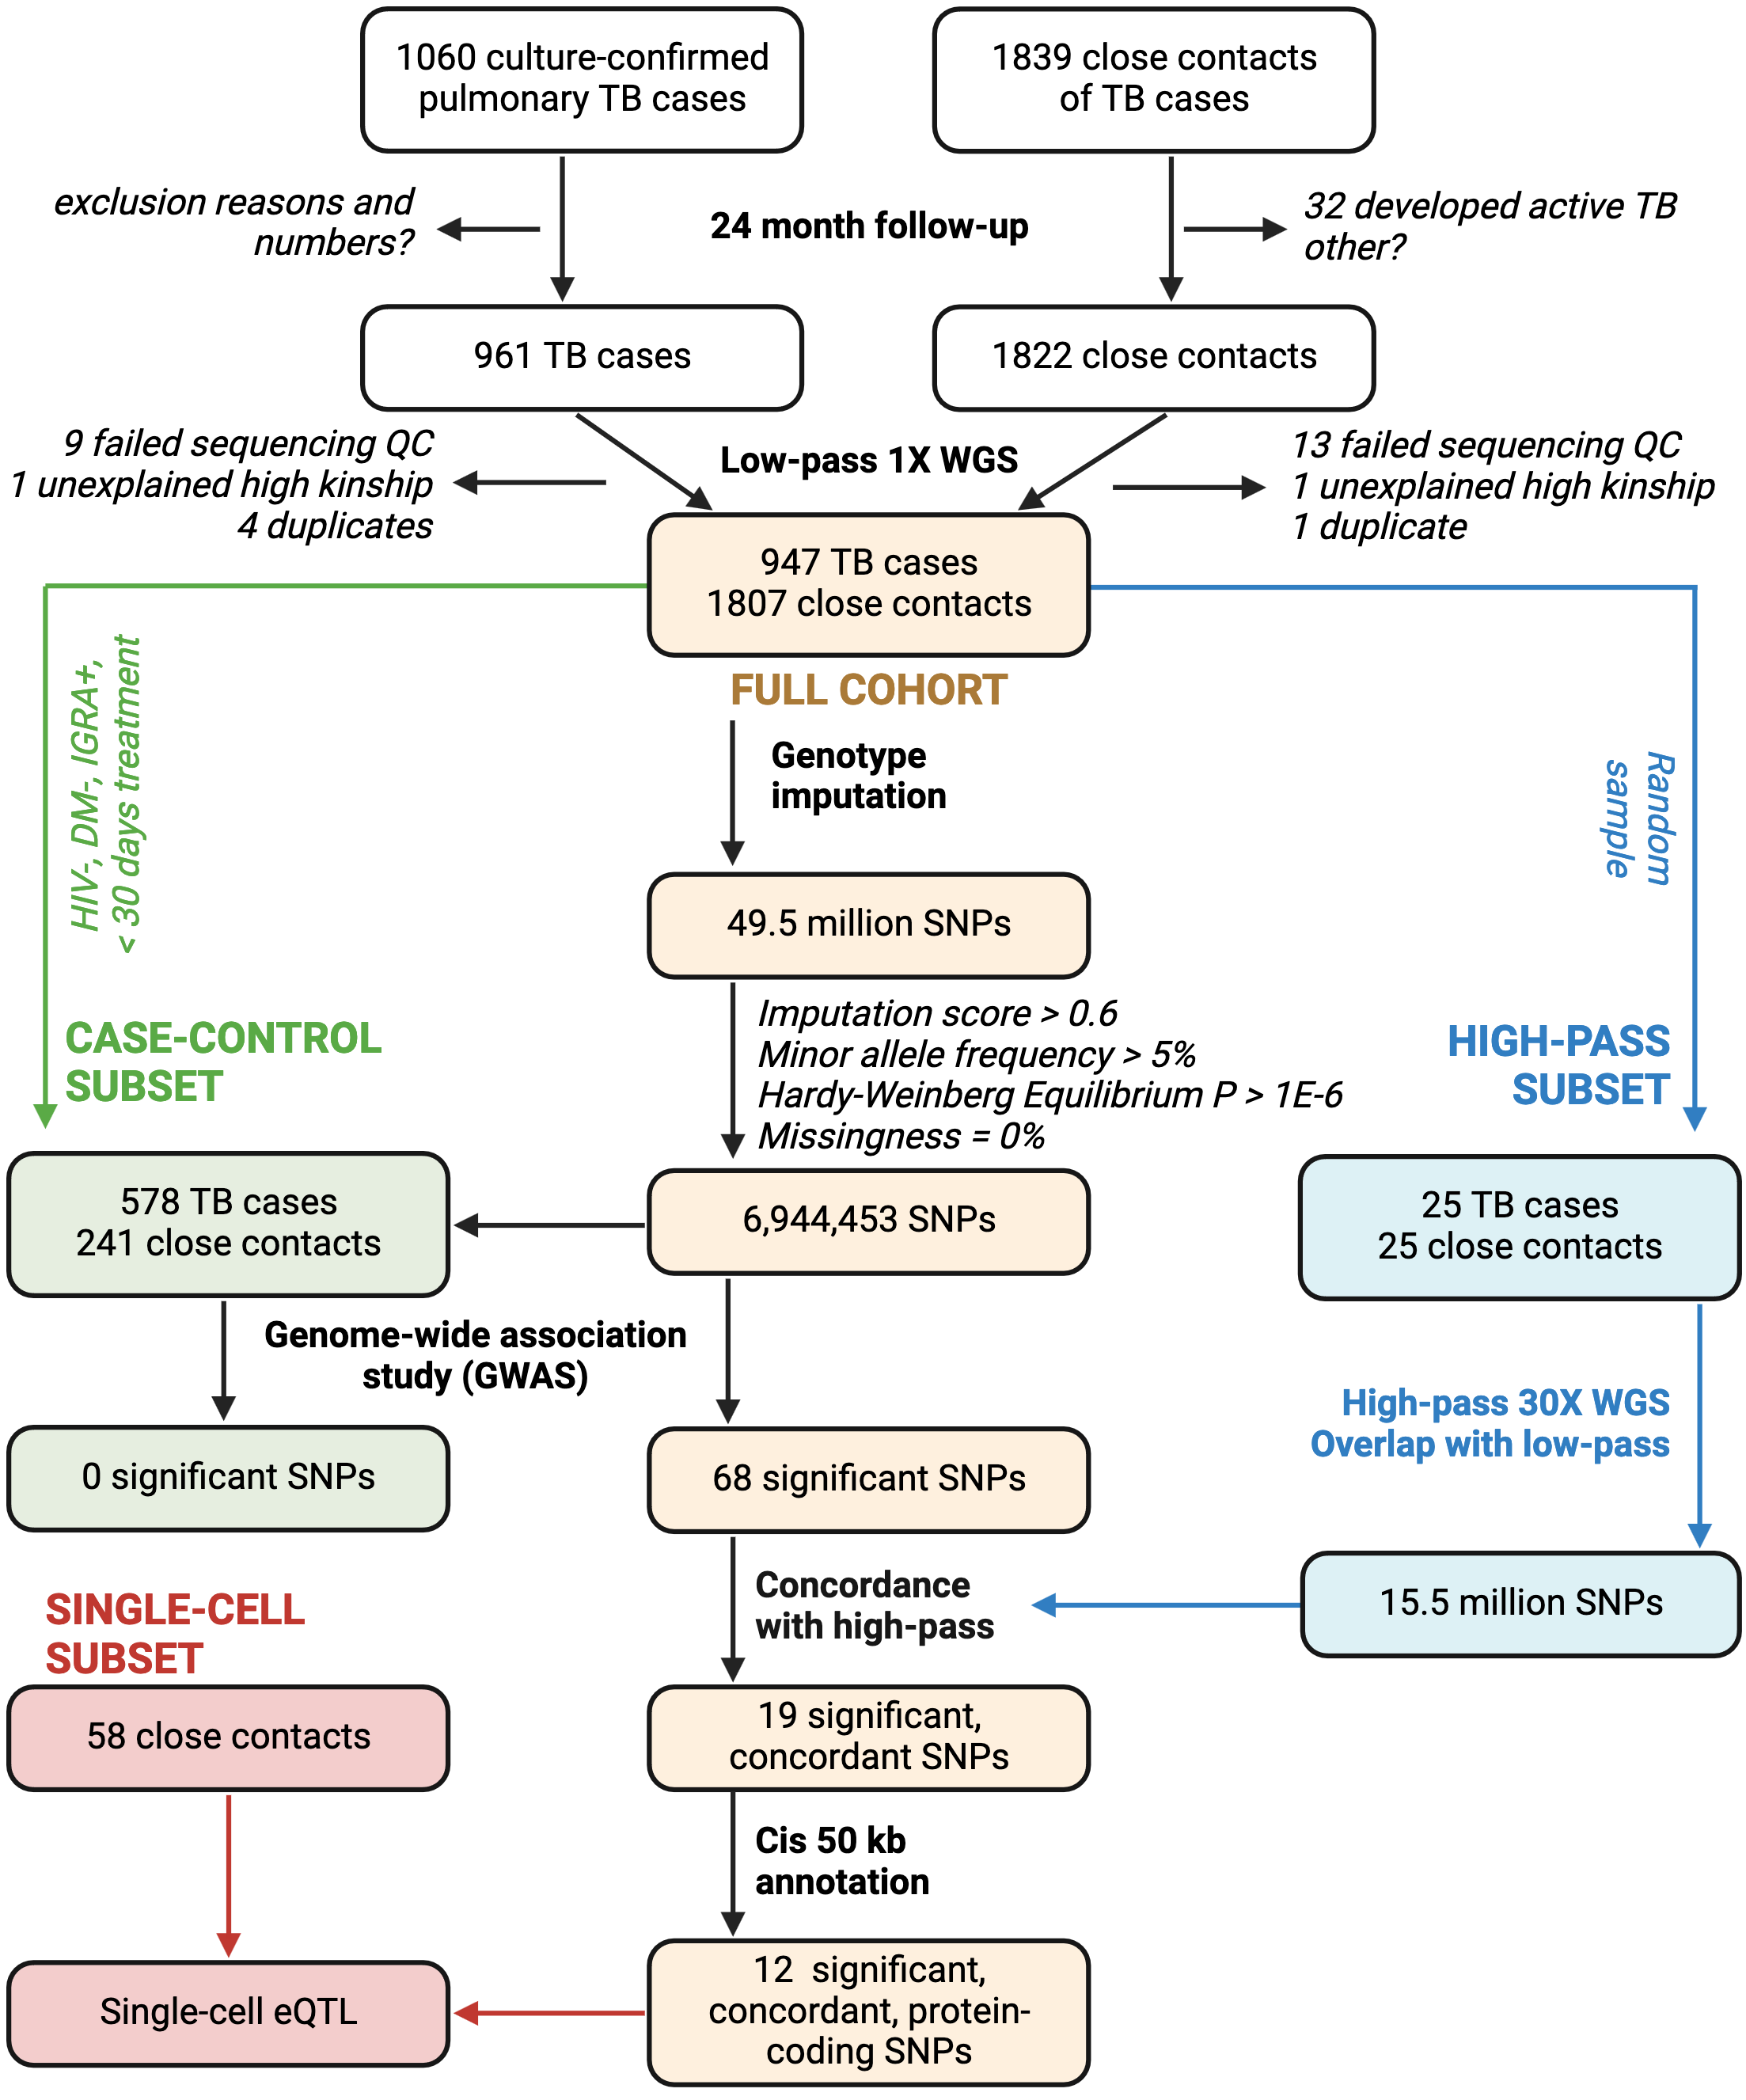 1060 culture-confirmed
pulmonary TB cases
1839 close contacts
of TB cases
exclusion reasons and
numbers?
24 month follow-up
32 developed active TB
other?
961 TB cases
1822 close contacts
9 failed sequencing QC
1 unexplained high kinship
4 duplicates
Low-pass 1X WGS
13 failed sequencing QC
1 unexplained high kinship
1 duplicate
947 TB cases
1807 close contacts
FULL COHORT
HIV-, DM-, IGRA+,
< 30 days treatment
Genotype
imputation
Random
sample
49.5 million SNPs
Imputation score > 0.6
Minor allele frequency > 5%
Hardy-Weinberg Equilibrium P > 1E-6
Missingness = 0%
CASE-CONTROL
SUBSET
HIGH-PASS
SUBSET
578 TB cases
241 close contacts
6,944,453 SNPs
25 TB cases
25 close contacts
Genome-wide association
study (GWAS)
High-pass 30X WGS
Overlap with low-pass
0 significant SNPs
68 significant SNPs
15.5 million SNPs
Concordance
with high-pass
SINGLE-CELL
SUBSET
58 close contacts
19 significant,
concordant SNPs
Cis 50 kb
annotation
Single-cell eQTL
12 significant,
concordant, protein-
coding SNPs